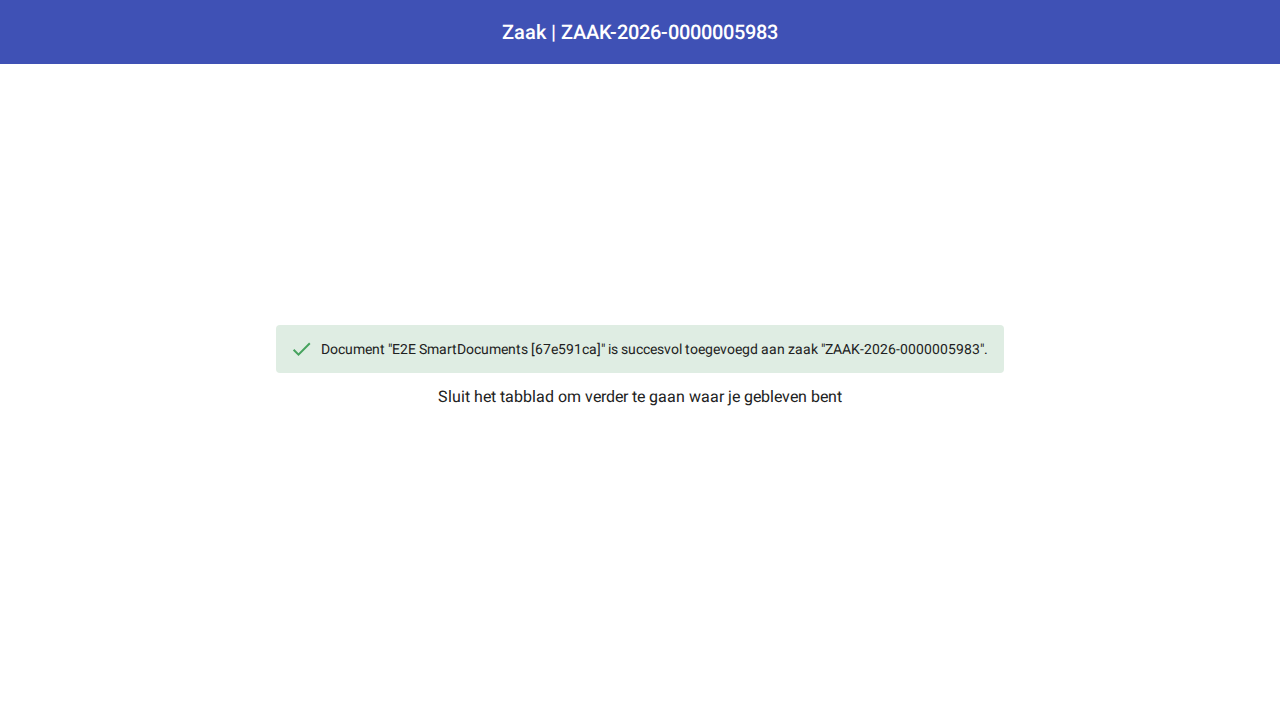 Zaak | ZAAK-2026-0000005983
Document "E2E SmartDocuments [67e591ca]" is succesvol toegevoegd aan zaak "ZAAK-2026-0000005983".
Sluit het tabblad om verder te gaan waar je gebleven bent